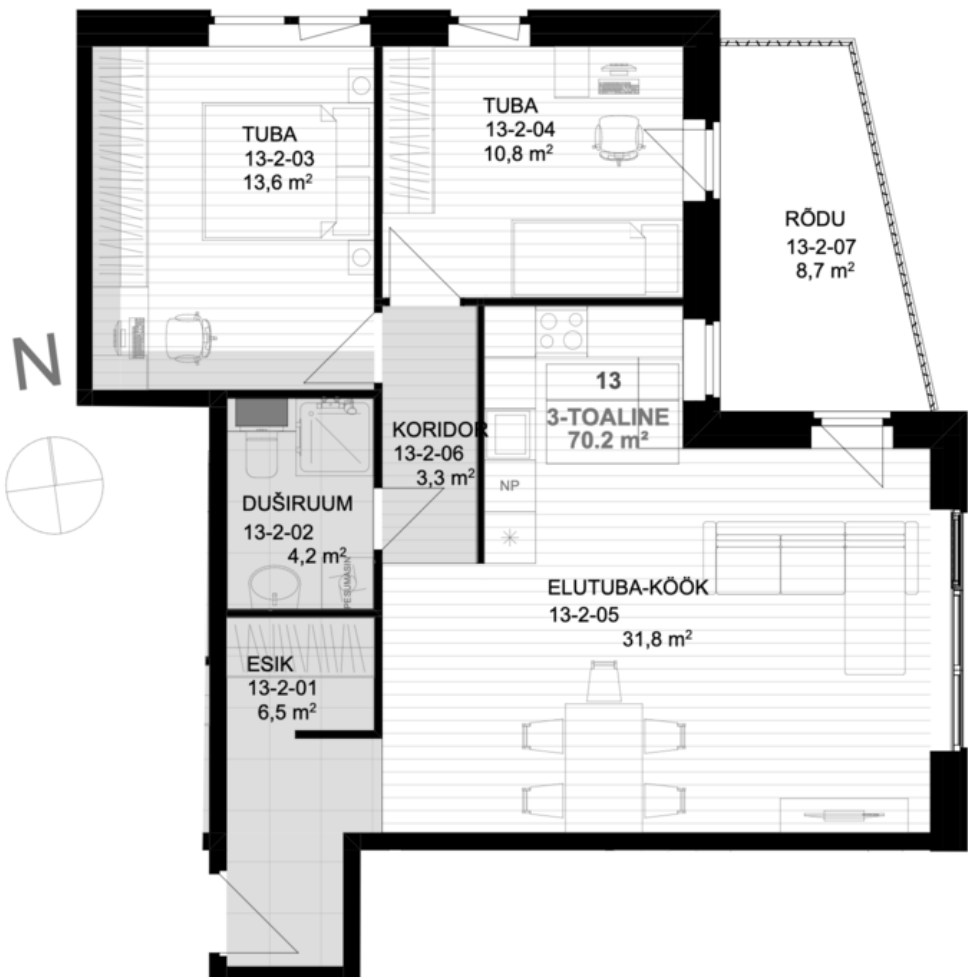 TUBA
13-2-03
13,6 m²
TUBA
13-2-04
10,8 m²
RÕDU
13-2-07
8,7 m²
N
13
3-TOALINE
70.2 m²
KORIDOR
13-2-06
3,3 m²
NP
DUŠIRUUM
13-2-02
4,2 m²
PESUMASIN
ELUTUBA-KÖÖK
13-2-05
31,8 m²
ESIK
13-2-01
6,5 m²